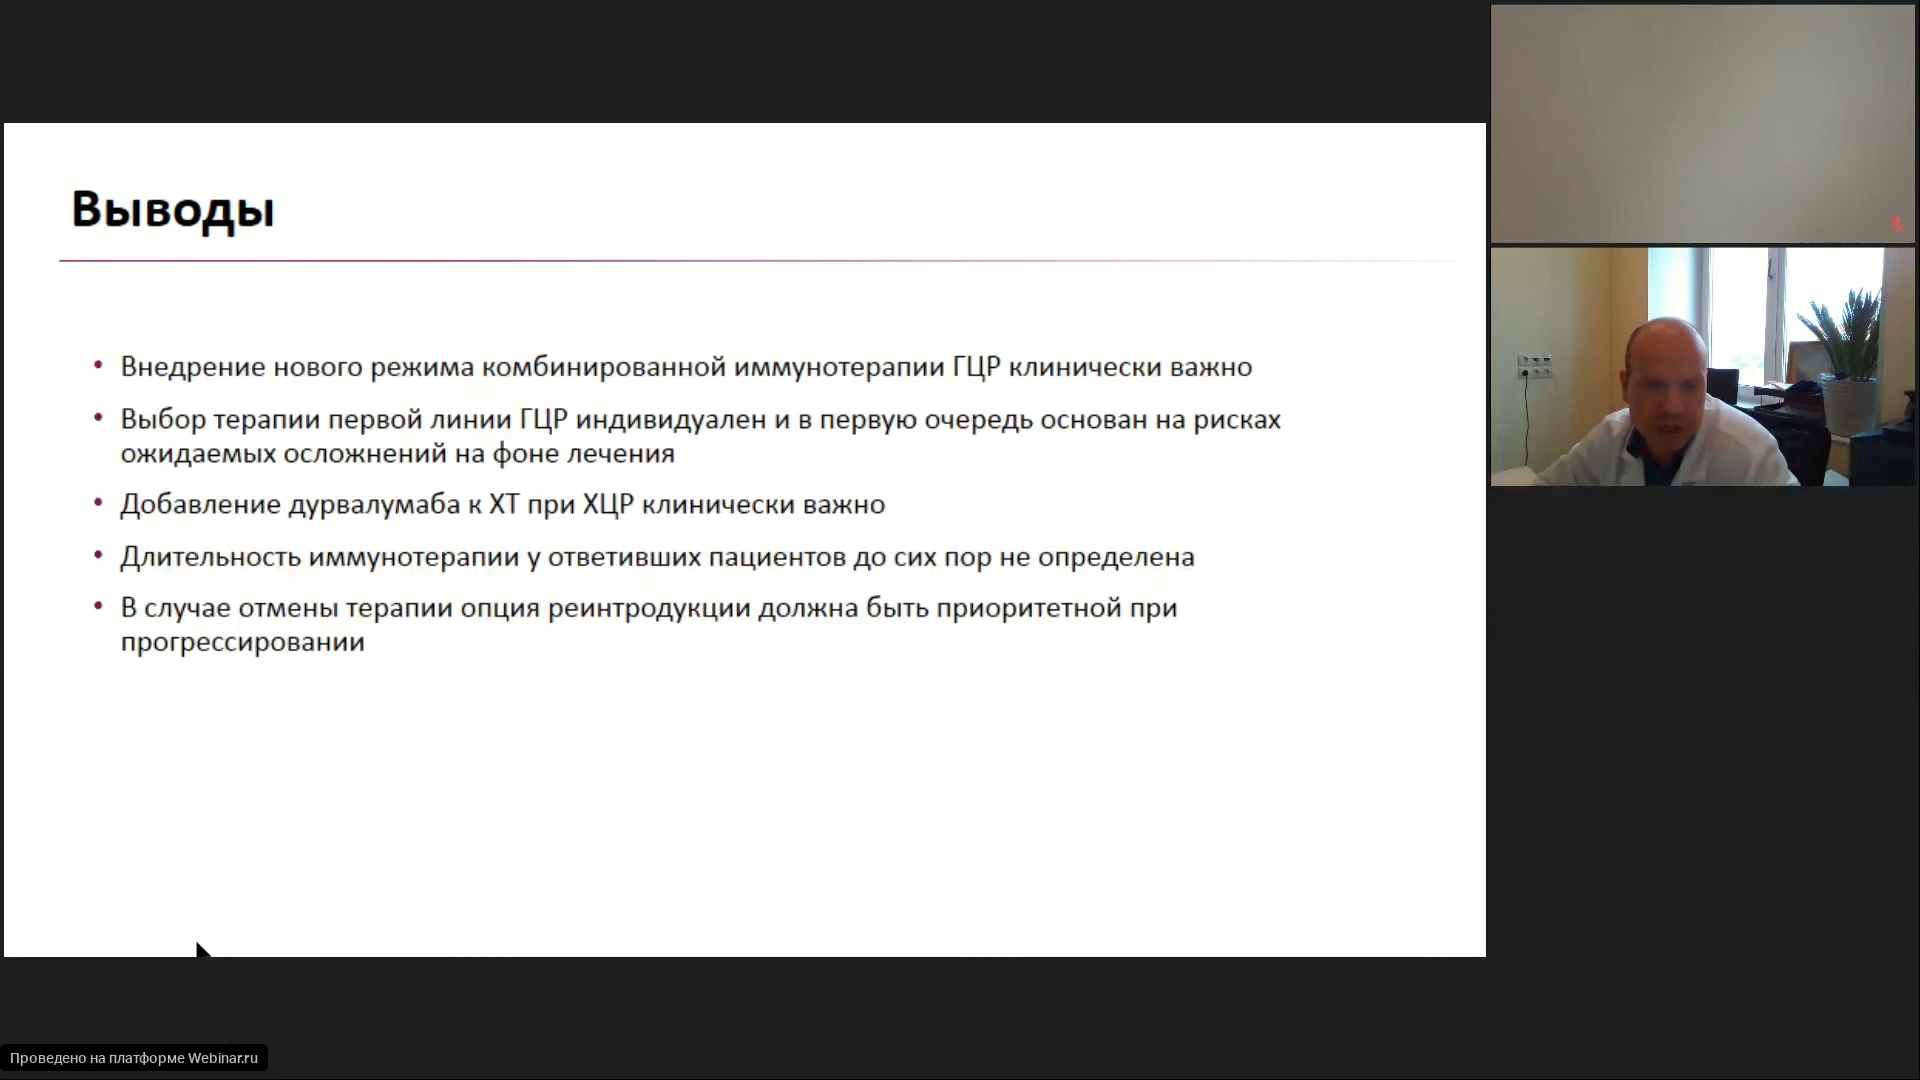 Выводы
• Внедрение нового режима комбинированной иммунотерапии ГЦР клинически важно
• Выбор терапии первой линии ГЦР индивидуален и в первую очередь основан на рисках
ожидаемых осложнений на фоне лечения
• Добавление дурвалумаба к ХТ при ХЦР клинически важно
• Длительность иммунотерапии у ответивших пациентов до сих пор не определена
• В случае отмены терапии опция реинтродукции должна быть приоритетной при
прогрессировании
Проведено на платформе Webinar.ru